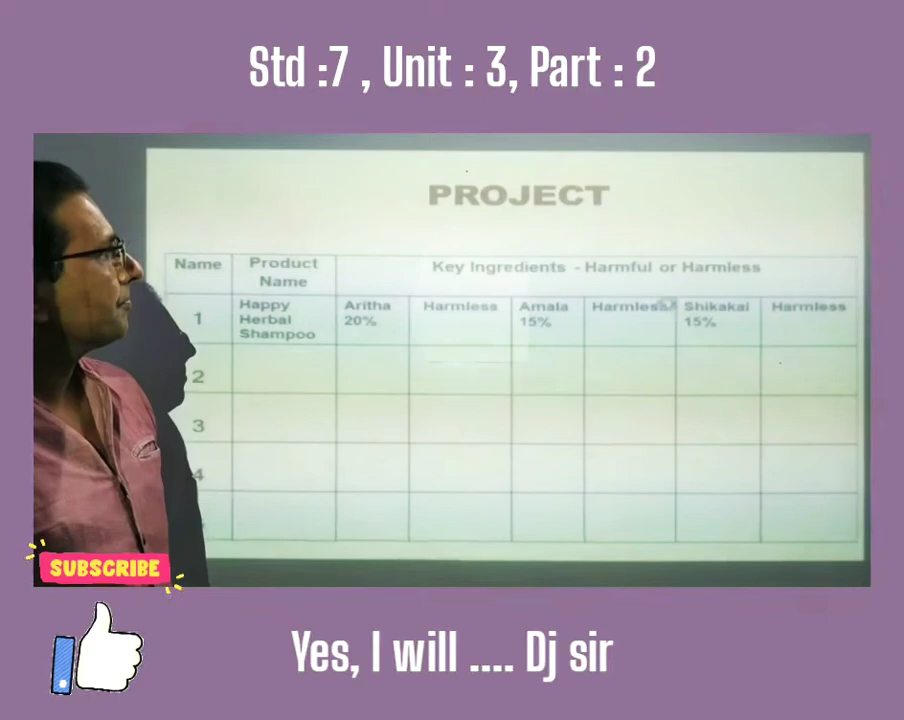 Std :7 , Unit : 3, Part : 2
PROJECT
Name
Product Name
Key Ingredients - Harmful or Harmless
1
Happy Herbal Shampoo
Aritha 20%
Harmless
Amala 15%
Harmless
Shikakai 15%
Harmless
2
3
4
SUBSCRIBE
Yes, I will .... Dj sir